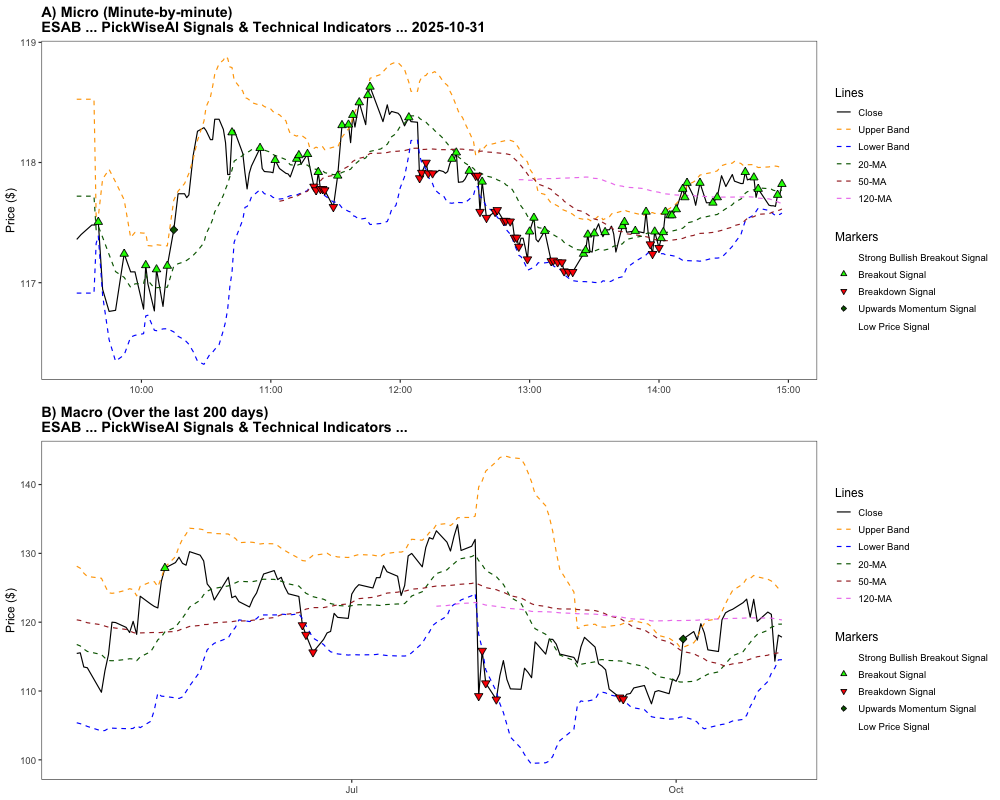 A) Micro (Minute-by-minute)
ESAB ... PickWiseAI Signals & Technical Indicators ... 2025-10-31
Price ($)
119
118
117
10:00
11:00
12:00
13:00
14:00
15:00
Lines
Close
Upper Band
Lower Band
20-MA
50-MA
120-MA
Markers
Strong Bullish Breakout Signal
Breakout Signal
Breakdown Signal
Upwards Momentum Signal
Low Price Signal
B) Macro (Over the last 200 days)
ESAB ... PickWiseAI Signals & Technical Indicators ...
Price ($)
140
130
120
110
100
Jul
Oct
Lines
Close
Upper Band
Lower Band
20-MA
50-MA
120-MA
Markers
Strong Bullish Breakout Signal
Breakout Signal
Breakdown Signal
Upwards Momentum Signal
Low Price Signal